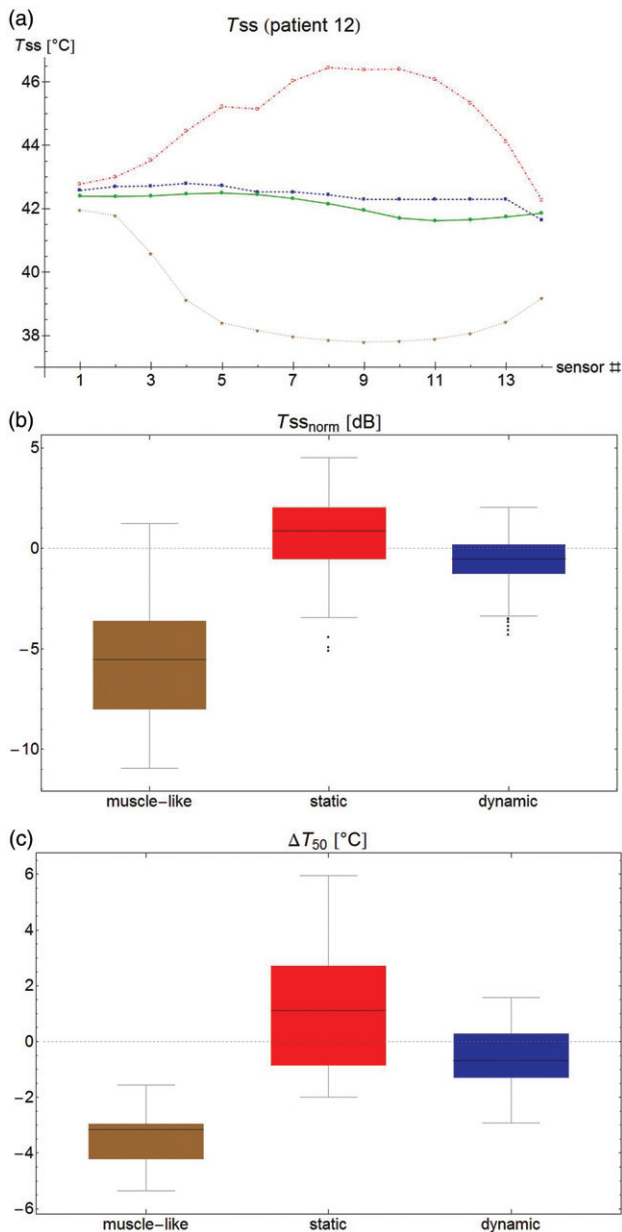 (a)
Tss (patient 12)
Tss [°C]
46
44
42
40
38
1 3 5 7 9 11 13 sensor #
(b)
Tssnorm [dB]
5
0
−5
−10
muscle−like static dynamic
(c)
ΔT50 [°C]
6
4
2
0
−2
−4
−6
muscle−like static dynamic